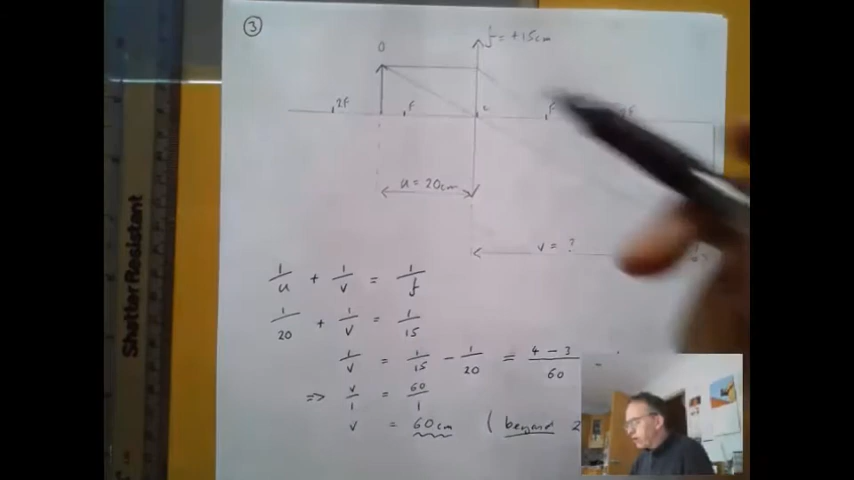 ③
f = +15cm
O
2F F L F 2F
u = 20cm
v = ?
1/u + 1/v = 1/f
1/20 + 1/v = 1/15
1/v = 1/15 - 1/20 = 4 - 3/60
=> v/1 = 60/1
v = 60cm ( beyond 2
Shatter Resistant